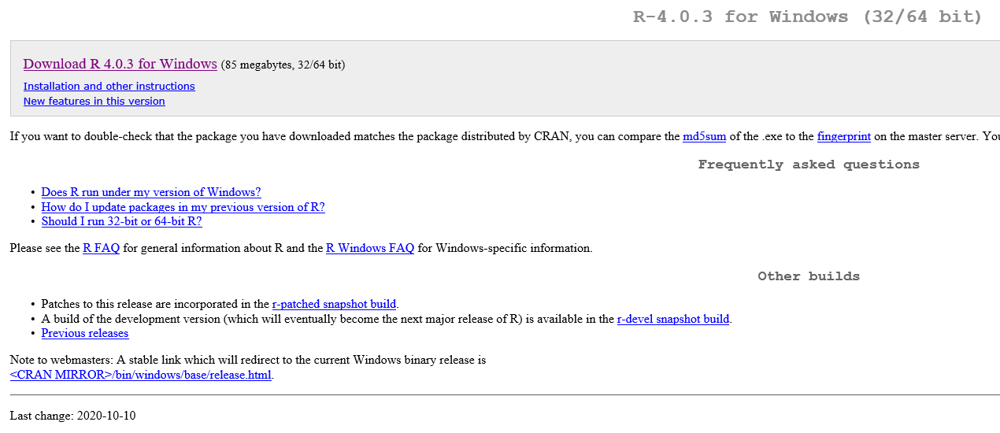 R-4.0.3 for Windows (32/64 bit)
Download R 4.0.3 for Windows (85 megabytes, 32/64 bit)
Installation and other instructions
New features in this version
If you want to double-check that the package you have downloaded matches the package distributed by CRAN, you can compare the md5sum of the .exe to the fingerprint on the master server. You
Frequently asked questions
• Does R run under my version of Windows?
• How do I update packages in my previous version of R?
• Should I run 32-bit or 64-bit R?
Please see the R FAQ for general information about R and the R Windows FAQ for Windows-specific information.
Other builds
• Patches to this release are incorporated in the r-patched snapshot build.
• A build of the development version (which will eventually become the next major release of R) is available in the r-devel snapshot build.
• Previous releases
Note to webmasters: A stable link which will redirect to the current Windows binary release is
<CRAN MIRROR>/bin/windows/base/release.html.
Last change: 2020-10-10